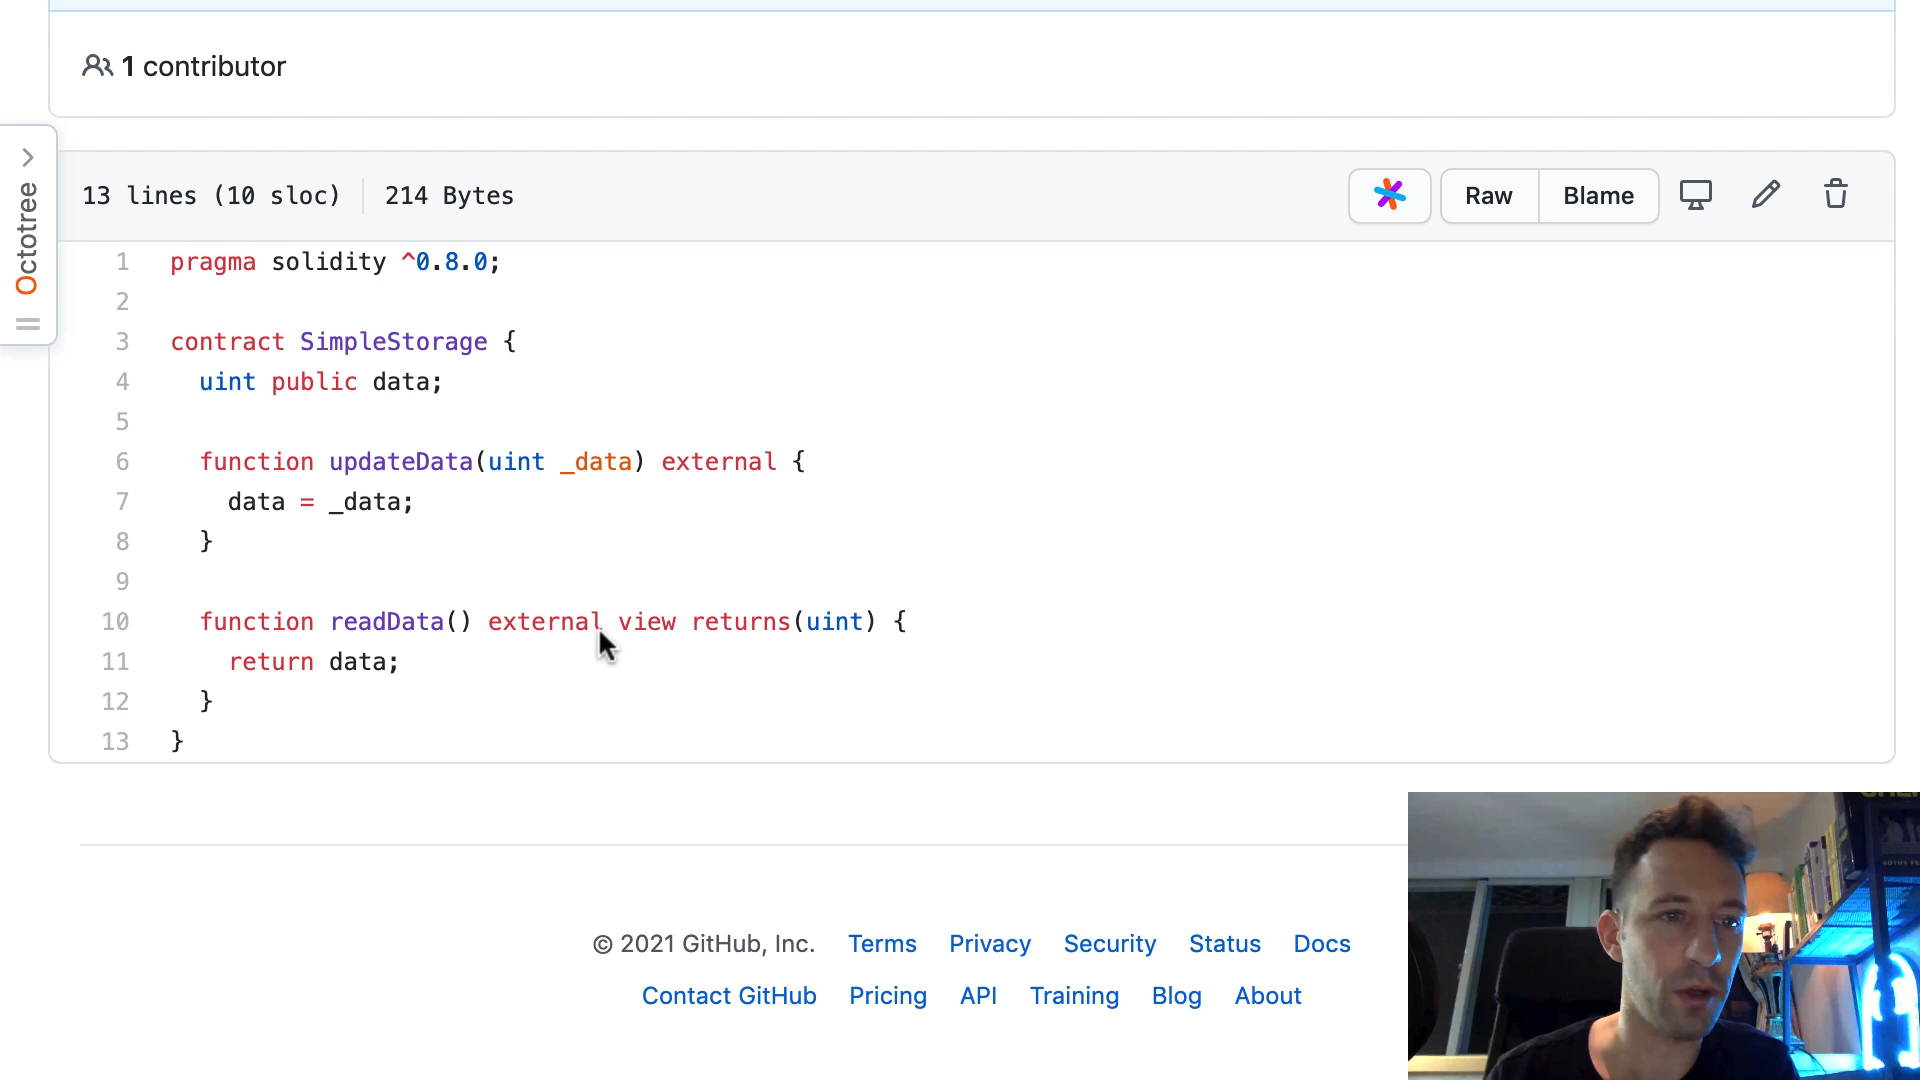 1 contributor
Octotree
13 lines (10 sloc) 214 Bytes
Raw Blame
1 pragma solidity ^0.8.0;
2
3 contract SimpleStorage {
4 uint public data;
5
6 function updateData(uint _data) external {
7 data = _data;
8 }
9
10 function readData() external view returns(uint) {
11 return data;
12 }
13 }
© 2021 GitHub, Inc. Terms Privacy Security Status Docs
Contact GitHub Pricing API Training Blog About